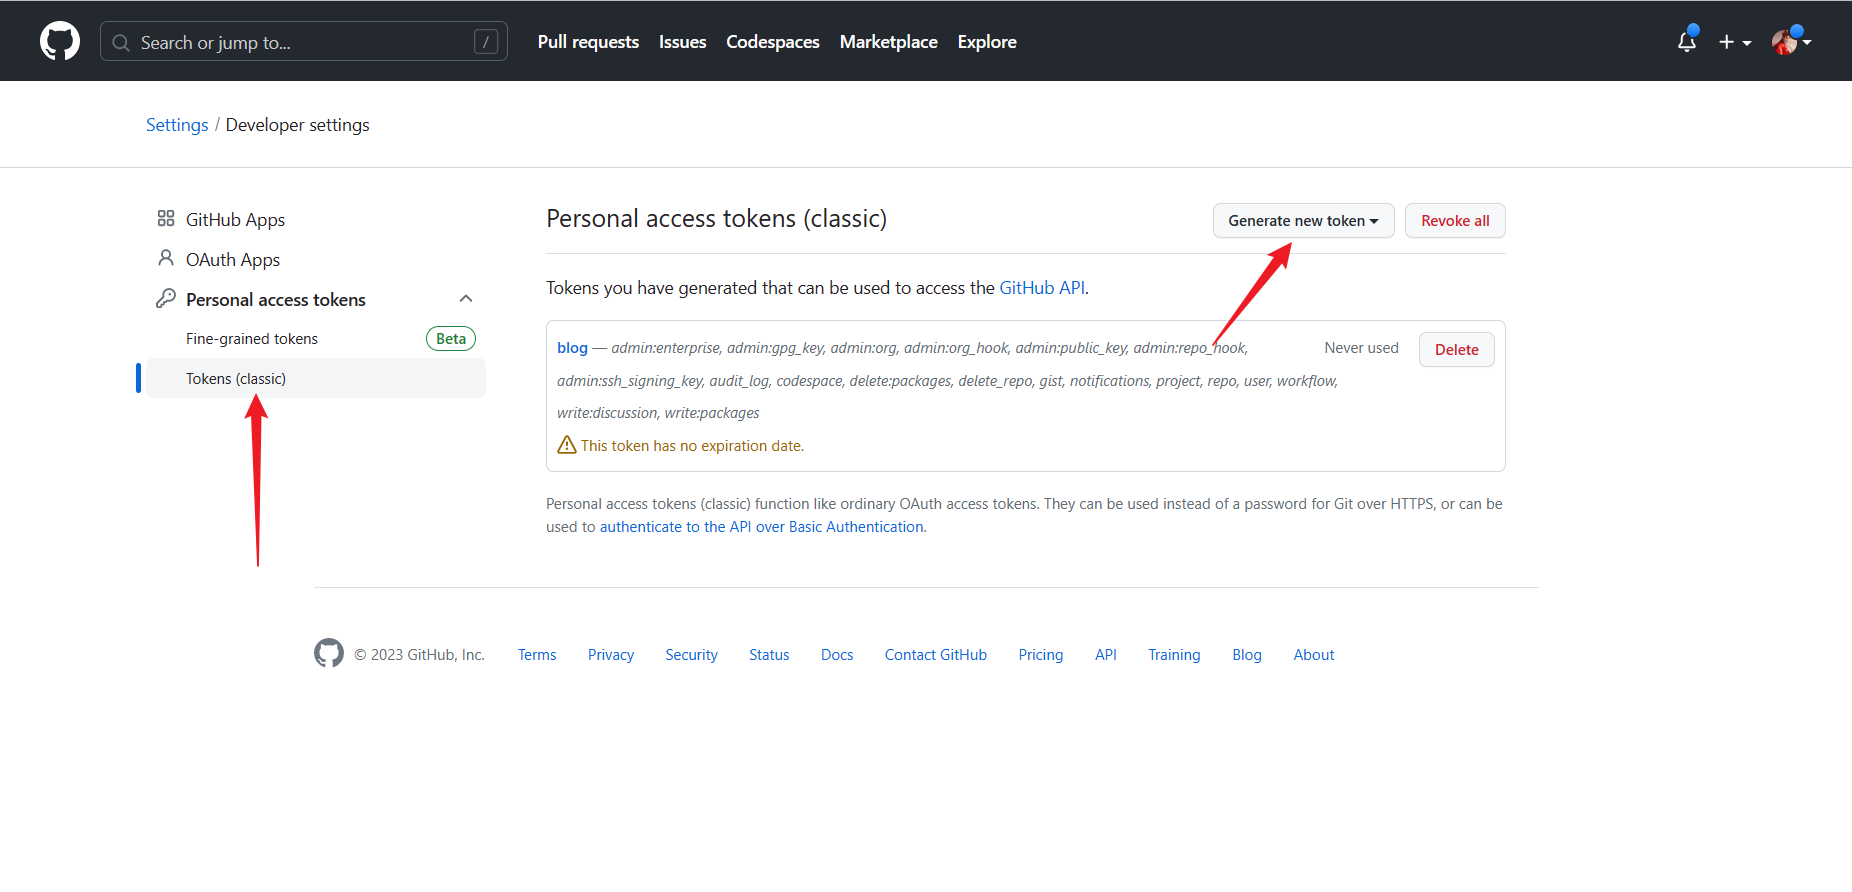 Search or jump to... /
Pull requests Issues Codespaces Marketplace Explore
Settings / Developer settings
GitHub Apps
OAuth Apps
Personal access tokens
Fine-grained tokens Beta
Tokens (classic)
Personal access tokens (classic)
Generate new token
Revoke all
Tokens you have generated that can be used to access the GitHub API.
blog — admin:enterprise, admin:gpg_key, admin:org, admin:org_hook, admin:public_key, admin:repo_hook,
admin:ssh_signing_key, audit_log, codespace, delete:packages, delete_repo, gist, notifications, project, repo, user, workflow,
write:discussion, write:packages
Never used
Delete
This token has no expiration date.
Personal access tokens (classic) function like ordinary OAuth access tokens. They can be used instead of a password for Git over HTTPS, or can be
used to authenticate to the API over Basic Authentication.
© 2023 GitHub, Inc. Terms Privacy Security Status Docs Contact GitHub Pricing API Training Blog About